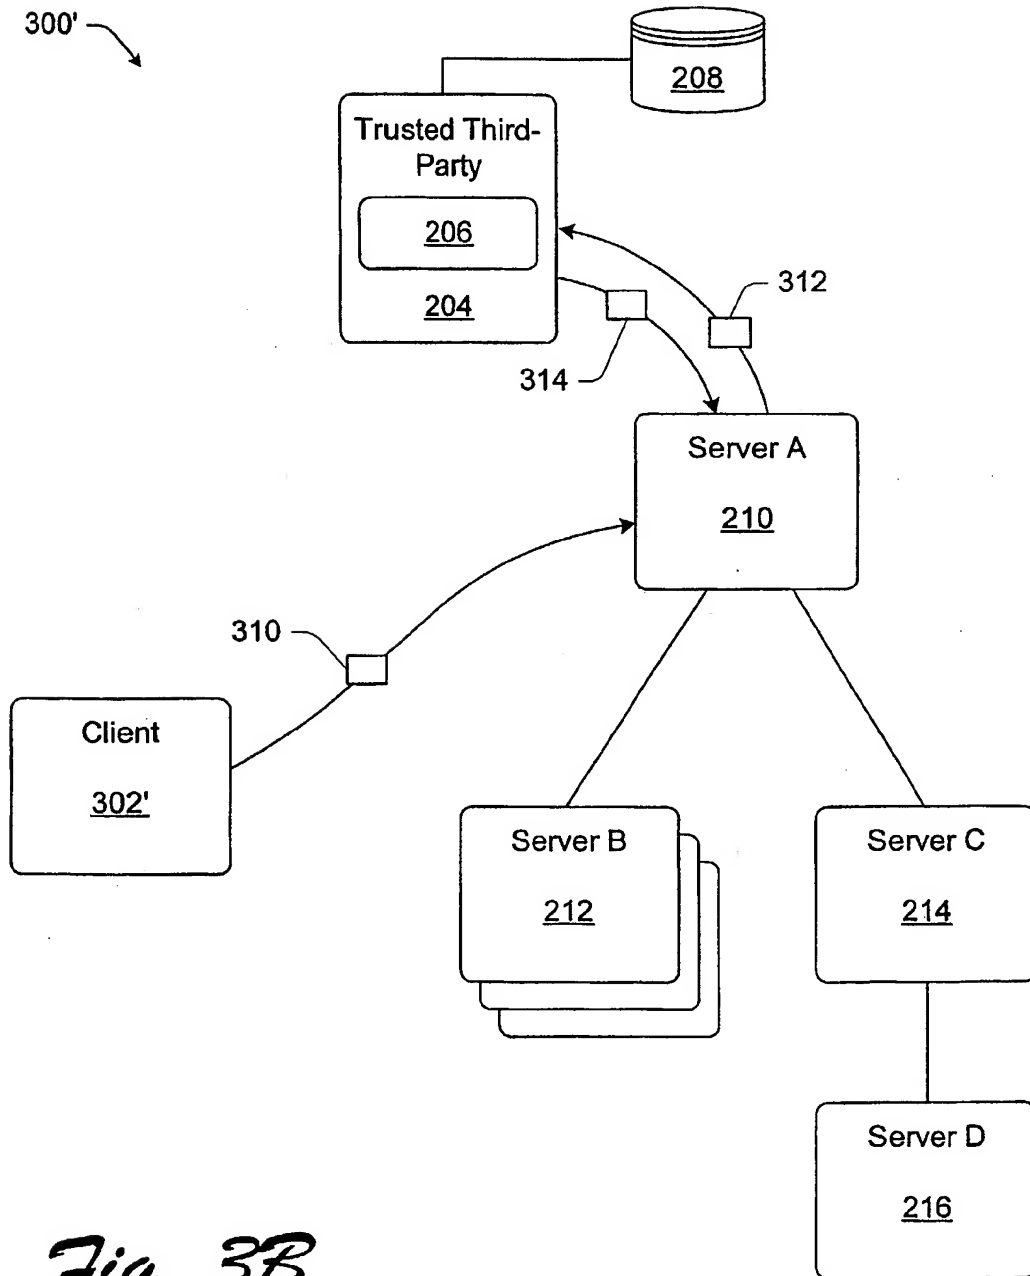 300'
208
Trusted Third-
Party
206
204
312
314
Server A
210
310
Client
302'
Server B
212
Server C
214
Server D
216
Fig. 3B